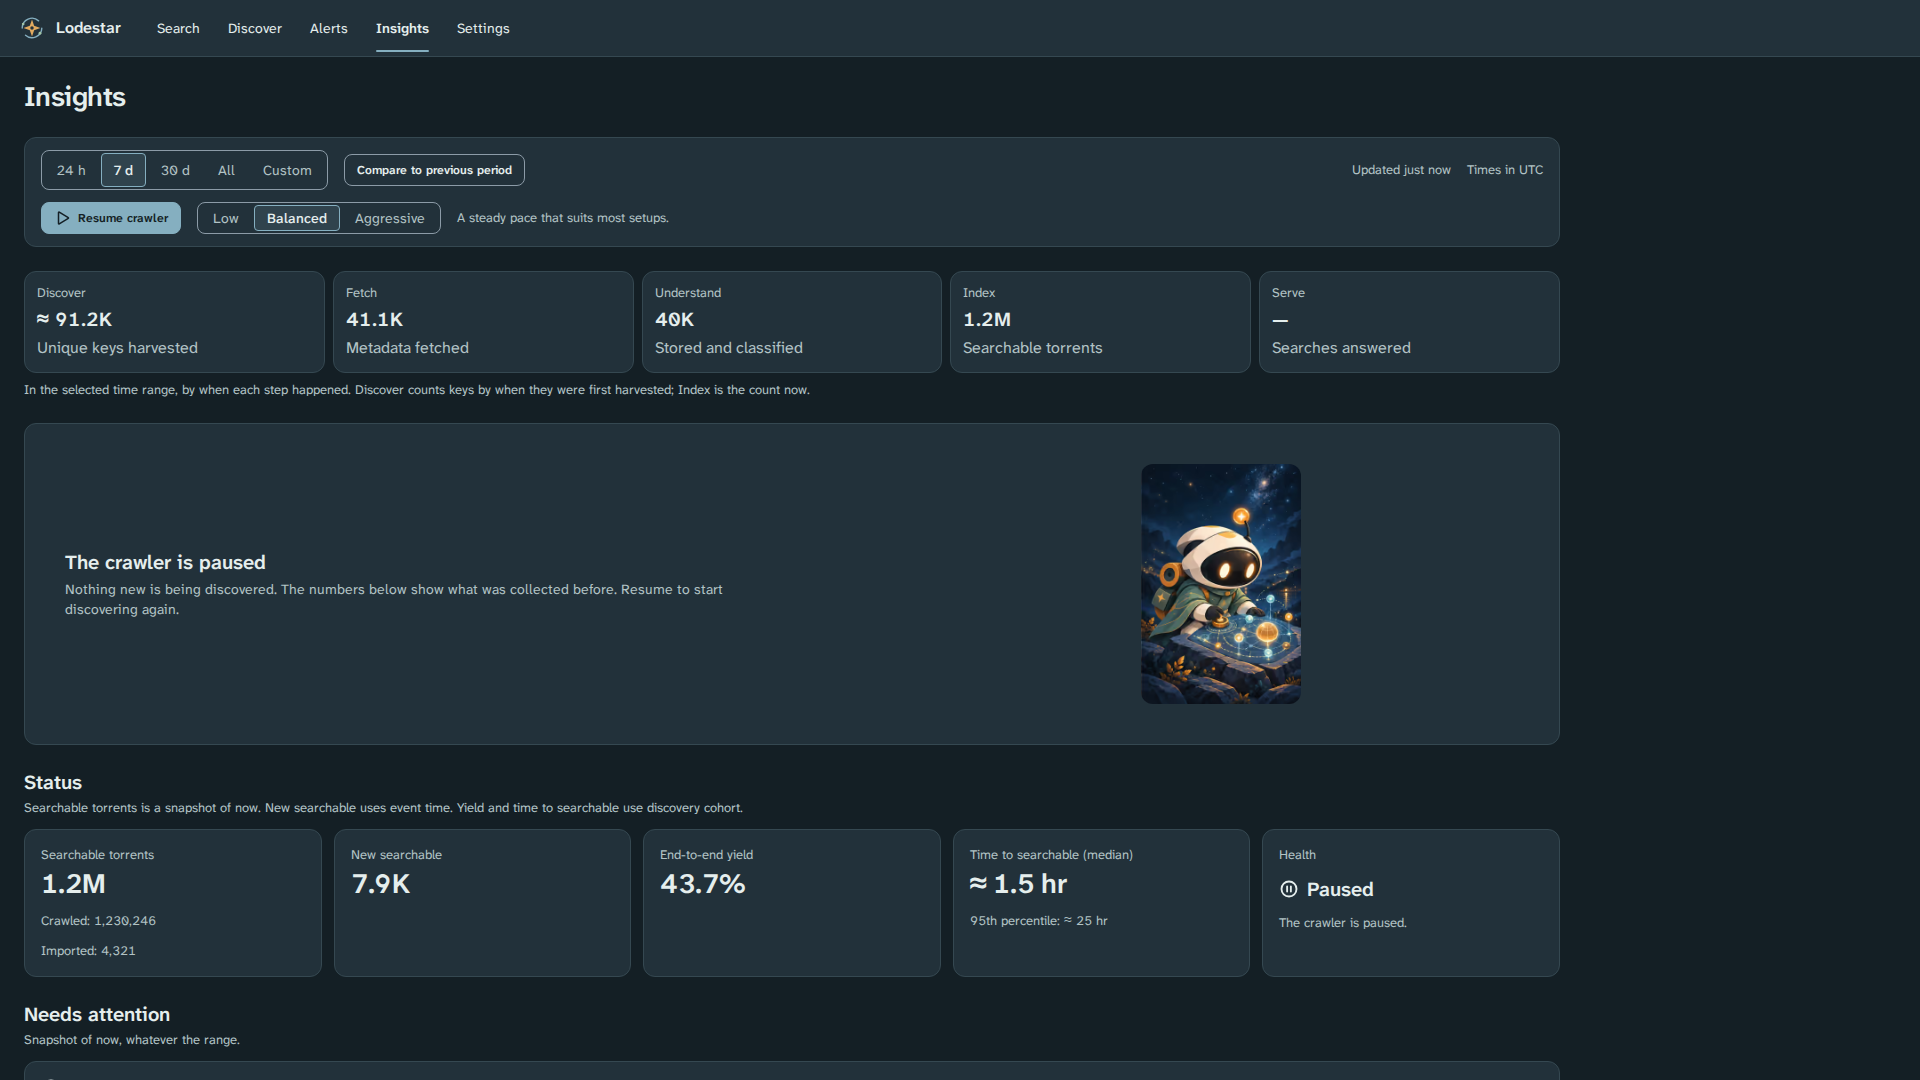 Lodestar Search Discover Alerts Insights Settings
Insights
24 h 7 d 30 d All Custom Compare to previous period Updated just now Times in UTC
Resume crawler Low Balanced Aggressive A steady pace that suits most setups.
Discover Fetch Understand Index Serve
≈ 91.2K 41.1K 40K 1.2M —
Unique keys harvested Metadata fetched Stored and classified Searchable torrents Searches answered
In the selected time range, by when each step happened. Discover counts keys by when they were first harvested; Index is the count now.
The crawler is paused
Nothing new is being discovered. The numbers below show what was collected before. Resume to start
discovering again.
Status
Searchable torrents is a snapshot of now. New searchable uses event time. Yield and time to searchable use discovery cohort.
Searchable torrents New searchable End-to-end yield Time to searchable (median) Health
1.2M 7.9K 43.7% ≈ 1.5 hr Paused
Crawled: 1,230,246 95th percentile: ≈ 25 hr The crawler is paused.
Imported: 4,321
Needs attention
Snapshot of now, whatever the range.